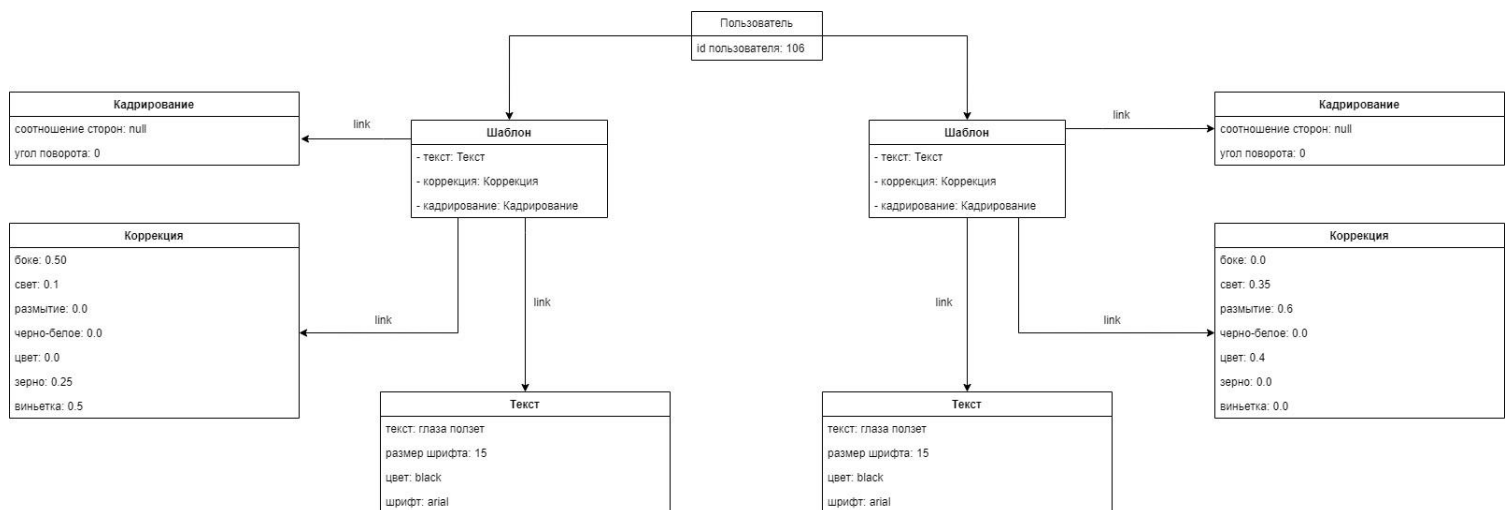 Пользователь
id пользователя: 106
Кадрирование
соотношение сторон: null
угол поворота: 0
link
Шаблон
- текст: Текст
- коррекция: Коррекция
- кадрирование: Кадрирование
Шаблон
- текст: Текст
- коррекция: Коррекция
- кадрирование: Кадрирование
link
Кадрирование
соотношение сторон: null
угол поворота: 0
Коррекция
боке: 0.50
свет: 0.1
размытие: 0.0
черно-белое: 0.0
цвет: 0.0
зерно: 0.25
виньетка: 0.5
link
link
link
link
Коррекция
боке: 0.0
свет: 0.35
размытие: 0.6
черно-белое: 0.0
цвет: 0.4
зерно: 0.0
виньетка: 0.0
Текст
текст: глаза ползет
размер шрифта: 15
цвет: black
шрифт: arial
Текст
текст: глаза ползет
размер шрифта: 15
цвет: black
шрифт: arial